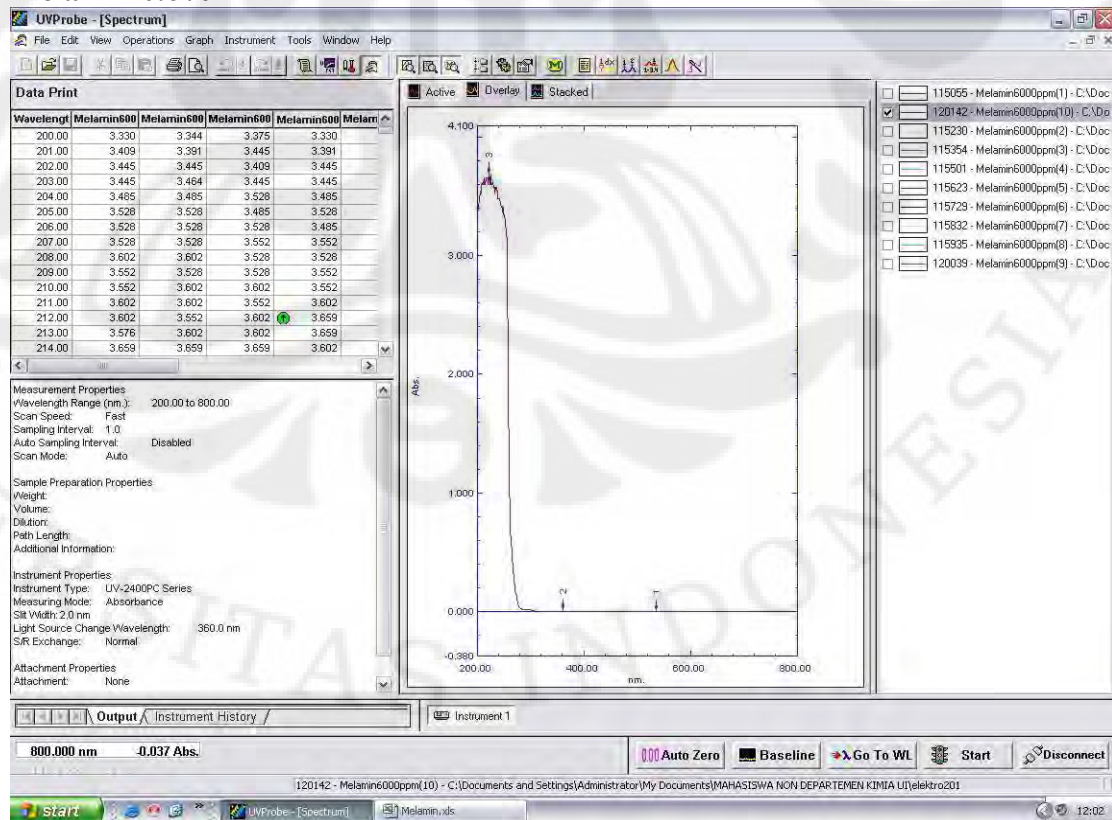 UVProbe - [Spectrum]
File Edit View Operations Graph Instrument Tools Window Help
Data Print
Wavelengt Melamin600 Melamin600 Melamin600 Melamin600 Melam
200.00 3.330 3.344 3.375 3.330
201.00 3.409 3.391 3.445 3.391
202.00 3.445 3.445 3.409 3.445
203.00 3.445 3.464 3.445 3.445
204.00 3.485 3.485 3.528 3.485
205.00 3.528 3.528 3.485 3.528
206.00 3.528 3.528 3.528 3.485
207.00 3.528 3.528 3.552 3.552
208.00 3.602 3.602 3.528 3.528
209.00 3.552 3.528 3.528 3.552
210.00 3.552 3.602 3.602 3.552
211.00 3.602 3.602 3.552 3.602
212.00 3.602 3.552 3.602 3.659
213.00 3.576 3.602 3.602 3.659
214.00 3.659 3.659 3.659 3.602
Measurement Properties
Wavelength Range (nm.): 200.00 to 800.00
Scan Speed: Fast
Sampling Interval: 1.0
Auto Sampling Interval: Disabled
Scan Mode: Auto
Sample Preparation Properties
Weight:
Volume:
Dilution:
Path Length:
Additional Information:
Instrument Properties
Instrument Type: UV-2400PC Series
Measuring Mode: Absorbance
Slit Width: 2.0 nm
Light Source Change Wavelength: 360.0 nm
S/R Exchange: Normal
Attachment Properties
Attachment: None
Output Instrument History
Active Overlay Stacked
4.100
3.000
2.000
1.000
0.000
-0.380
Abs.
3
2
1
200.00 400.00 600.00 800.00
nm.
115055 - Melamin6000ppm(1) - C:\Doc
120142 - Melamin6000ppm(10) - C:\Do
115230 - Melamin6000ppm(2) - C:\Doc
115354 - Melamin6000ppm(3) - C:\Doc
115501 - Melamin6000ppm(4) - C:\Doc
115623 - Melamin6000ppm(5) - C:\Doc
115729 - Melamin6000ppm(6) - C:\Doc
115832 - Melamin6000ppm(7) - C:\Doc
115935 - Melamin6000ppm(8) - C:\Doc
120039 - Melamin6000ppm(9) - C:\Doc
Instrument 1
800.000 nm -0.037 Abs.
Auto Zero Baseline Go To WL Start Disconnect
120142 - Melamin6000ppm(10) - C:\Documents and Settings\Administrator\My Documents\MAHASISWA NON DEPARTEMEN KIMIA UI\elektro201
start UVProbe - [Spectrum] Melamin.xls 12:02